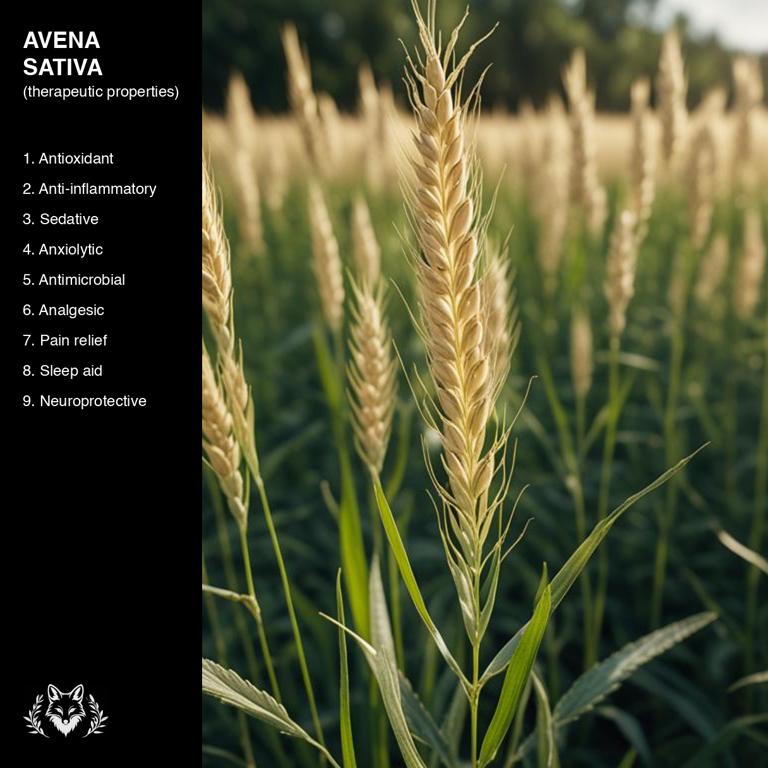 AVENA
SATIVA
(therapeutic properties)
1. Antioxidant
2. Anti-inflammatory
3. Sedative
4. Anxiolytic
5. Antimicrobial
6. Analgesic
7. Pain relief
8. Sleep aid
9. Neuroprotective